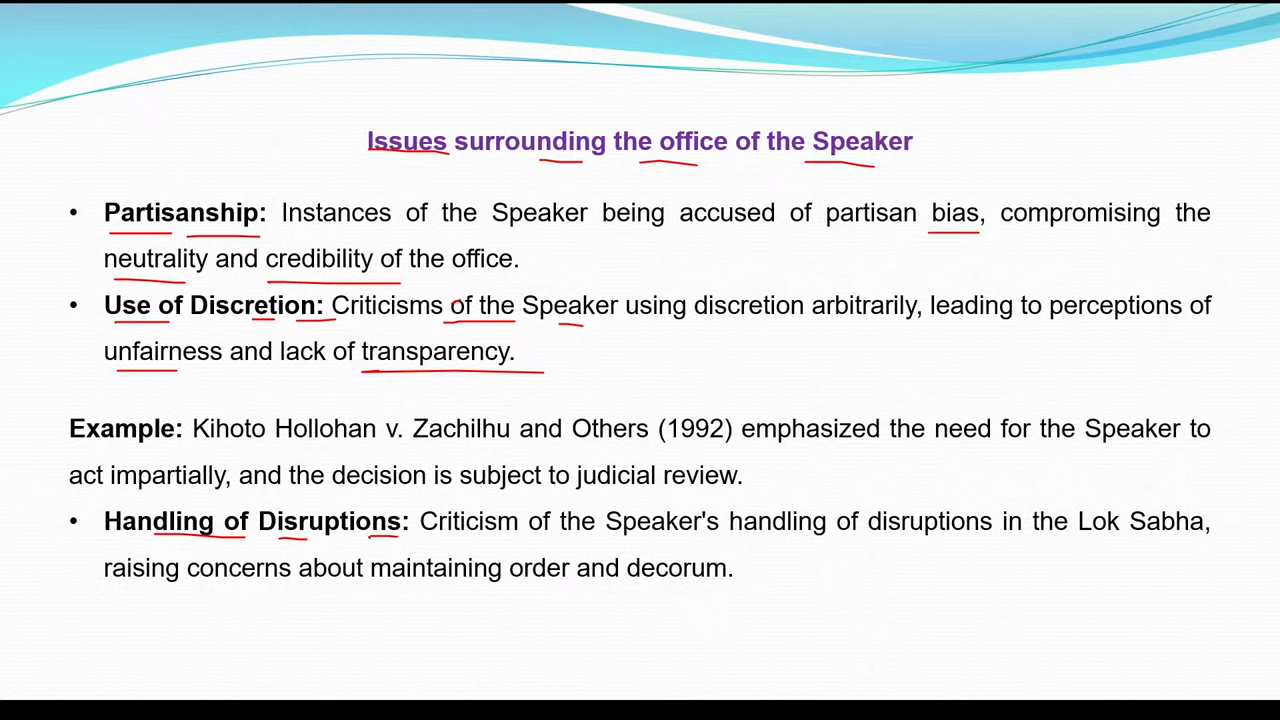 Issues surrounding the office of the Speaker
• Partisanship: Instances of the Speaker being accused of partisan bias, compromising the
neutrality and credibility of the office.
• Use of Discretion: Criticisms of the Speaker using discretion arbitrarily, leading to perceptions of
unfairness and lack of transparency.
Example: Kihoto Hollohan v. Zachilhu and Others (1992) emphasized the need for the Speaker to
act impartially, and the decision is subject to judicial review.
• Handling of Disruptions: Criticism of the Speaker's handling of disruptions in the Lok Sabha,
raising concerns about maintaining order and decorum.